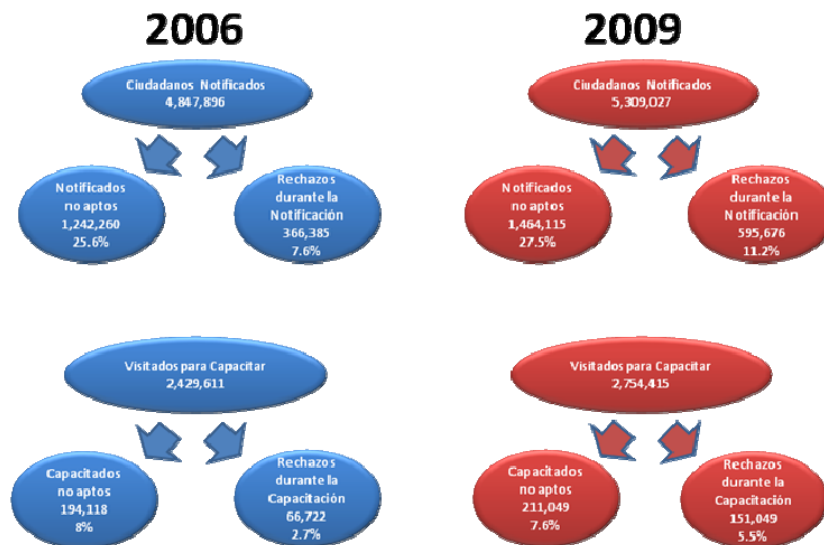 2006
2009
Ciudadanos Notificados
4,847,896
Ciudadanos Notificados
5,309,027
Notificados
no aptos
1,242,260
25.6%
Rechazos
durante la
Notificación
366,385
7.6%
Notificados
no aptos
1,464,115
27.5%
Rechazos
durante la
Notificación
595,676
11.2%
Visitados para Capacitar
2,429,611
Visitados para Capacitar
2,754,415
Capacitados
no aptos
194,118
8%
Rechazos
durante la
Capacitación
66,722
2.7%
Capacitados
no aptos
211,049
7.6%
Rechazos
durante la
Capacitación
151,049
5.5%